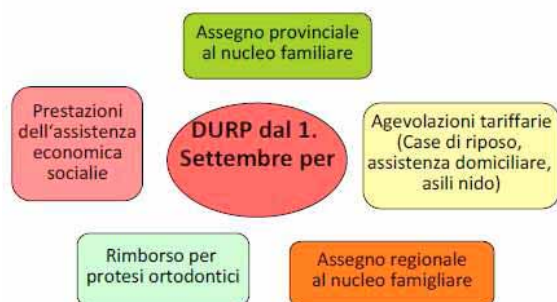 Assegno provinciale
al nucleo familiare
Prestazioni
dell'assistenza
economica
socialie
DURP dal 1.
Settembre per
Agevolazioni tariffarie
(Case di riposo,
assistenza domiciliare,
asili nido)
Rimborso per
protesi ortodontici
Assegno regionale
al nucleo famigliare